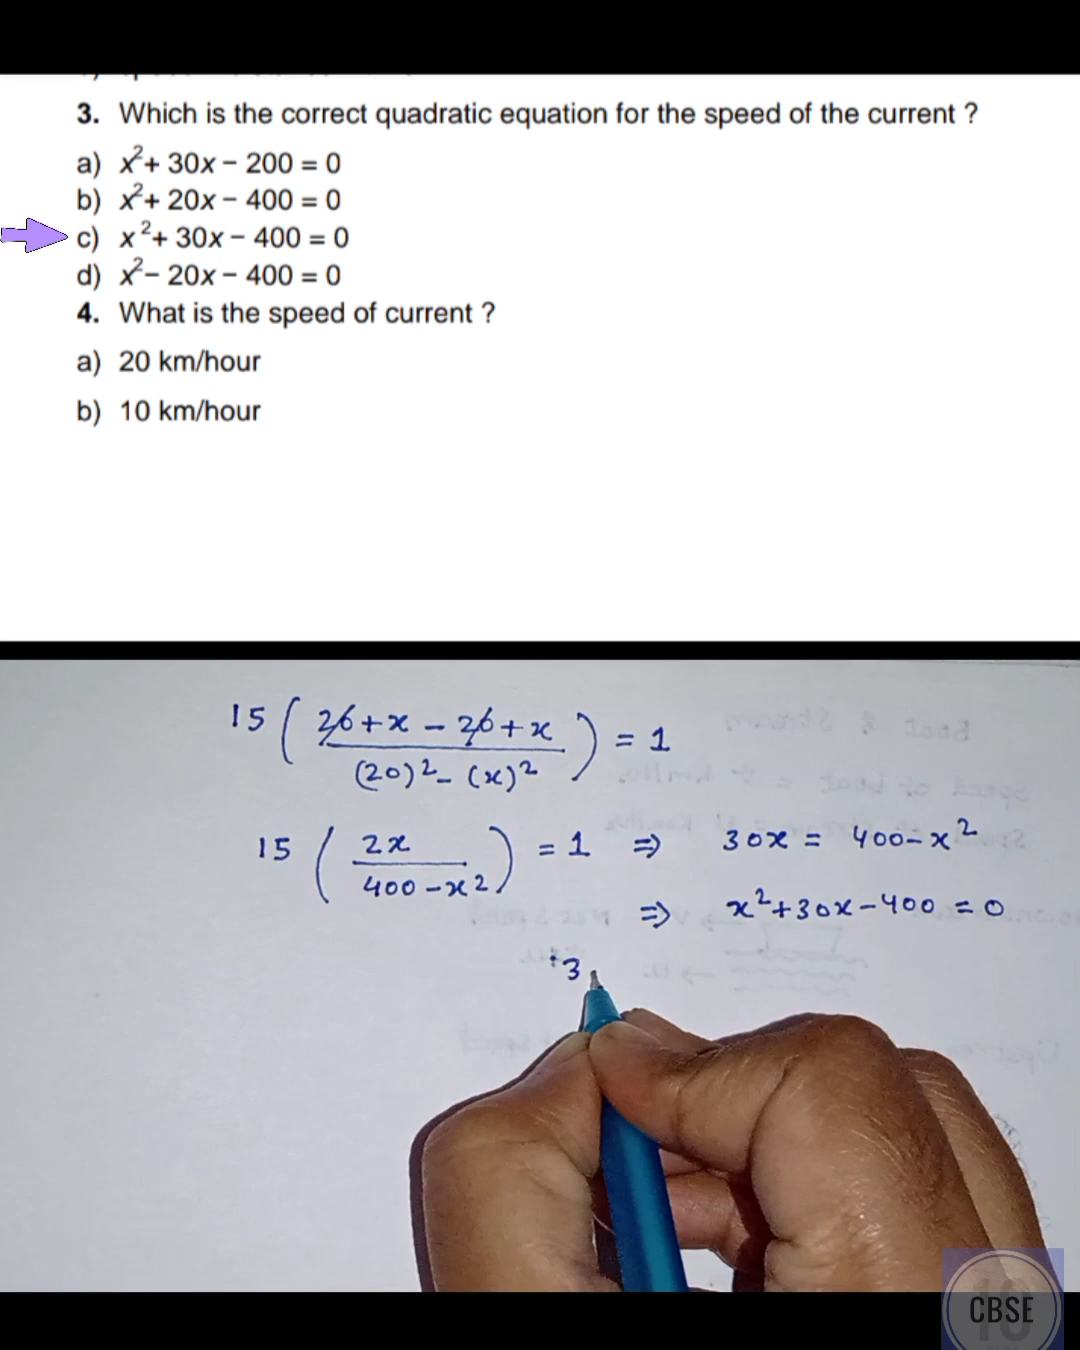 3. Which is the correct quadratic equation for the speed of the current ?
a) x²+ 30x – 200 = 0
b) x²+ 20x – 400 = 0
c) x²+ 30x – 400 = 0
d) x²– 20x – 400 = 0
4. What is the speed of current ?
a) 20 km/hour
b) 10 km/hour
15 ( 20+x – 20+x / (20)² – (x)² ) = 1
15 ( 2x / 400 – x² ) = 1 ⇒ 30x = 400 – x²
⇒ x²+30x–400 = 0
+3
10
CBSE